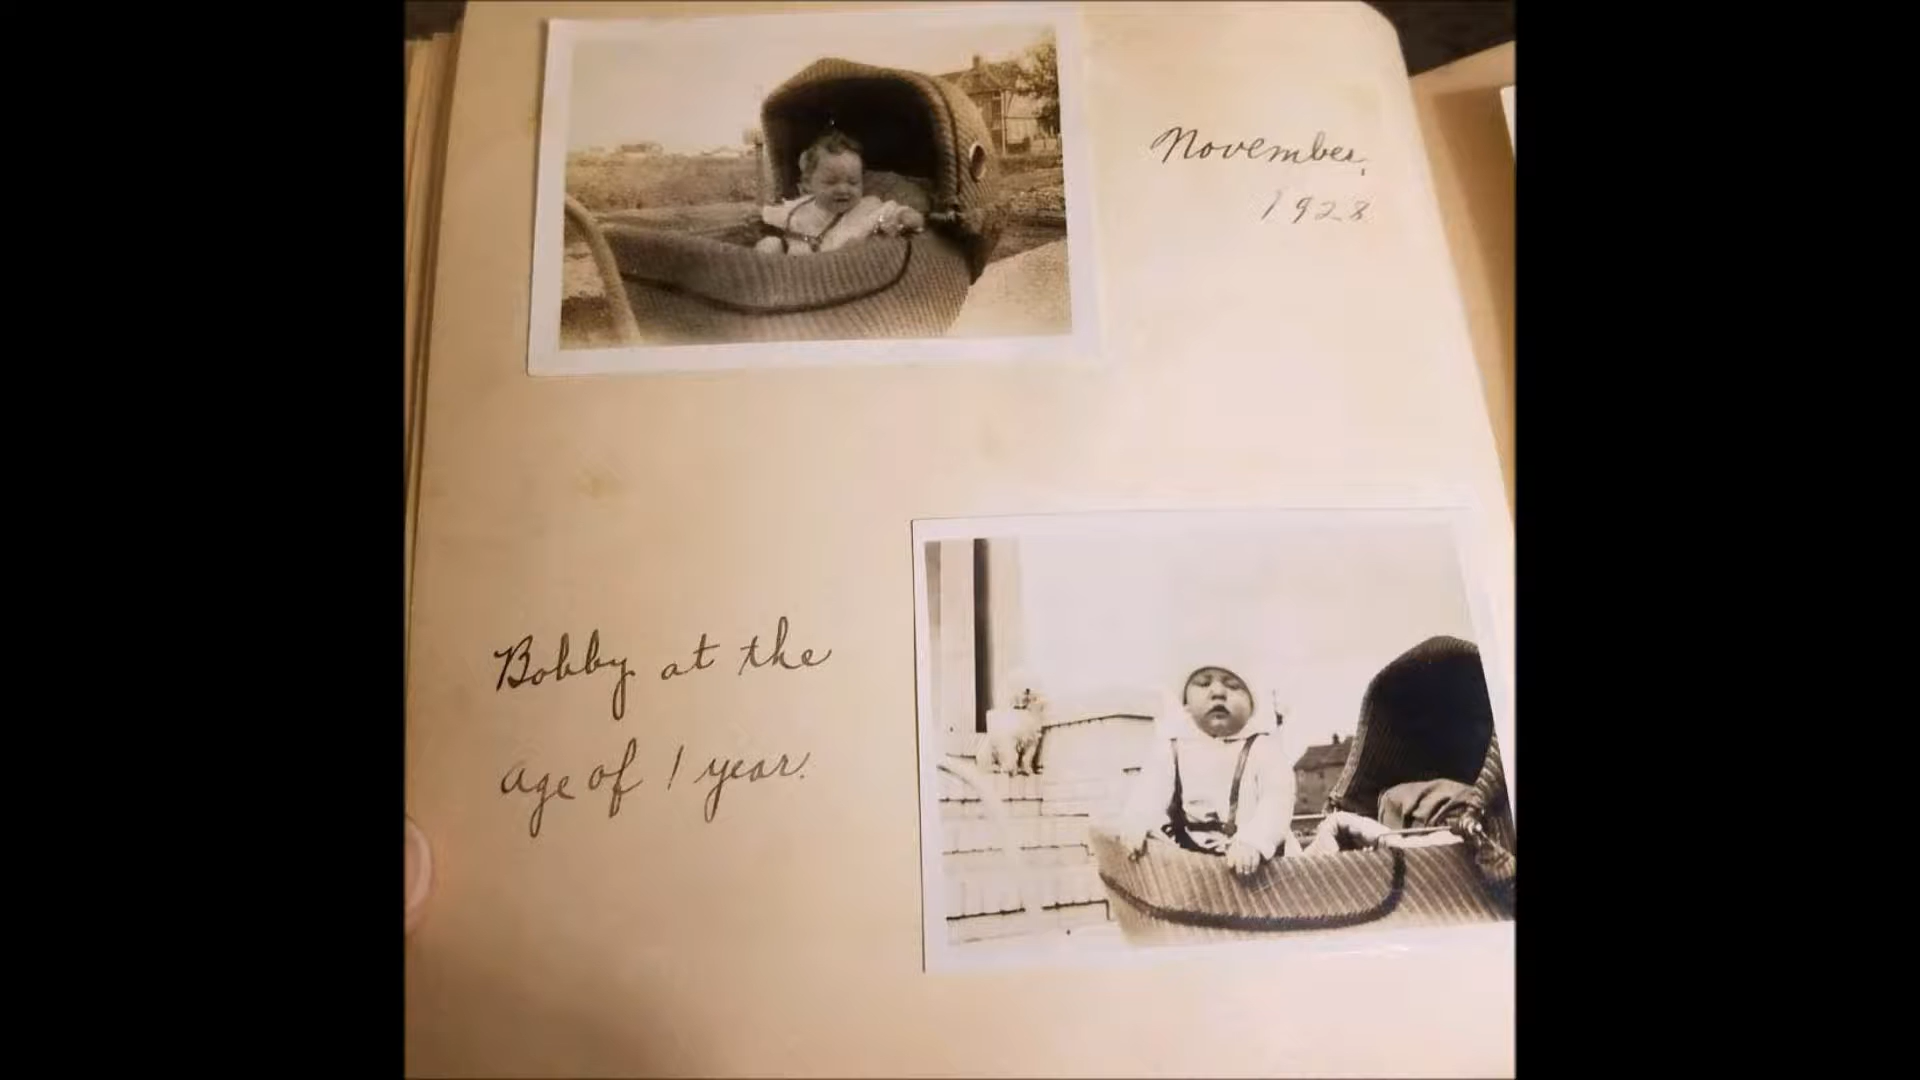 November,
1928
Bobby at the
age of 1 year.